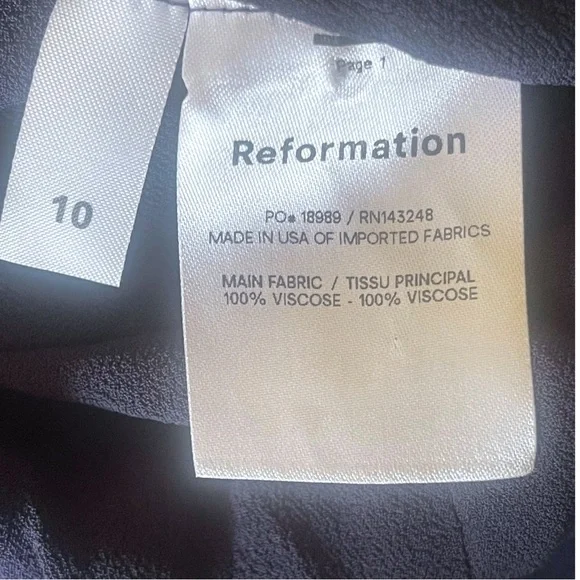 10
Page 1
Reformation
PO# 18989 / RN143248
MADE IN USA OF IMPORTED FABRICS
MAIN FABRIC / TISSU PRINCIPAL
100% VISCOSE - 100% VISCOSE